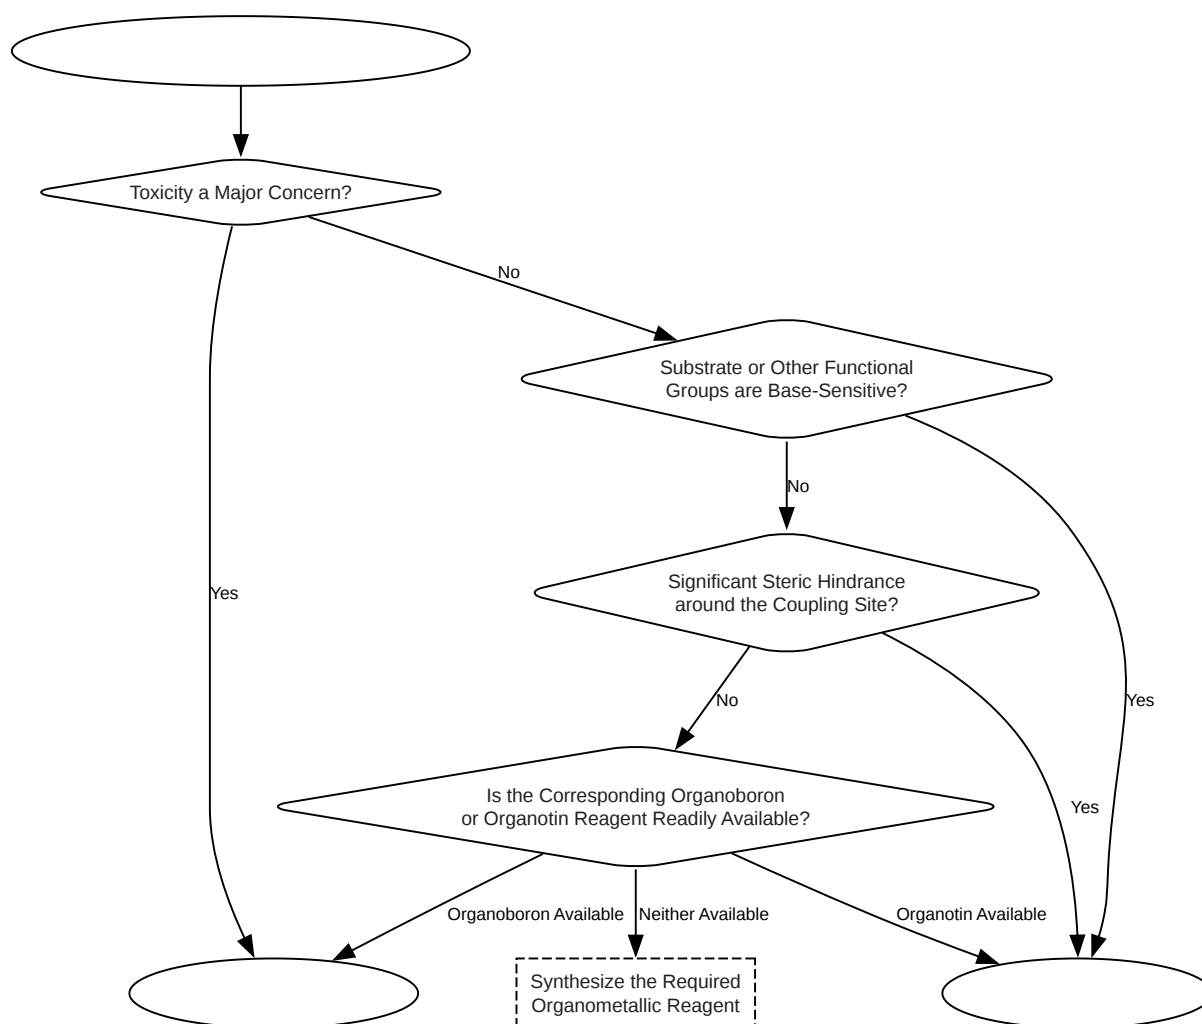 Toxicity a Major Concern?
No
Substrate or Other Functional
Groups are Base-Sensitive?
No
Significant Steric Hindrance
around the Coupling Site?
Yes
No
Yes
Is the Corresponding Organoboron
or Organotin Reagent Readily Available?
Yes
Organoboron Available
Neither Available
Organotin Available
Synthesize the Required
Organometallic Reagent